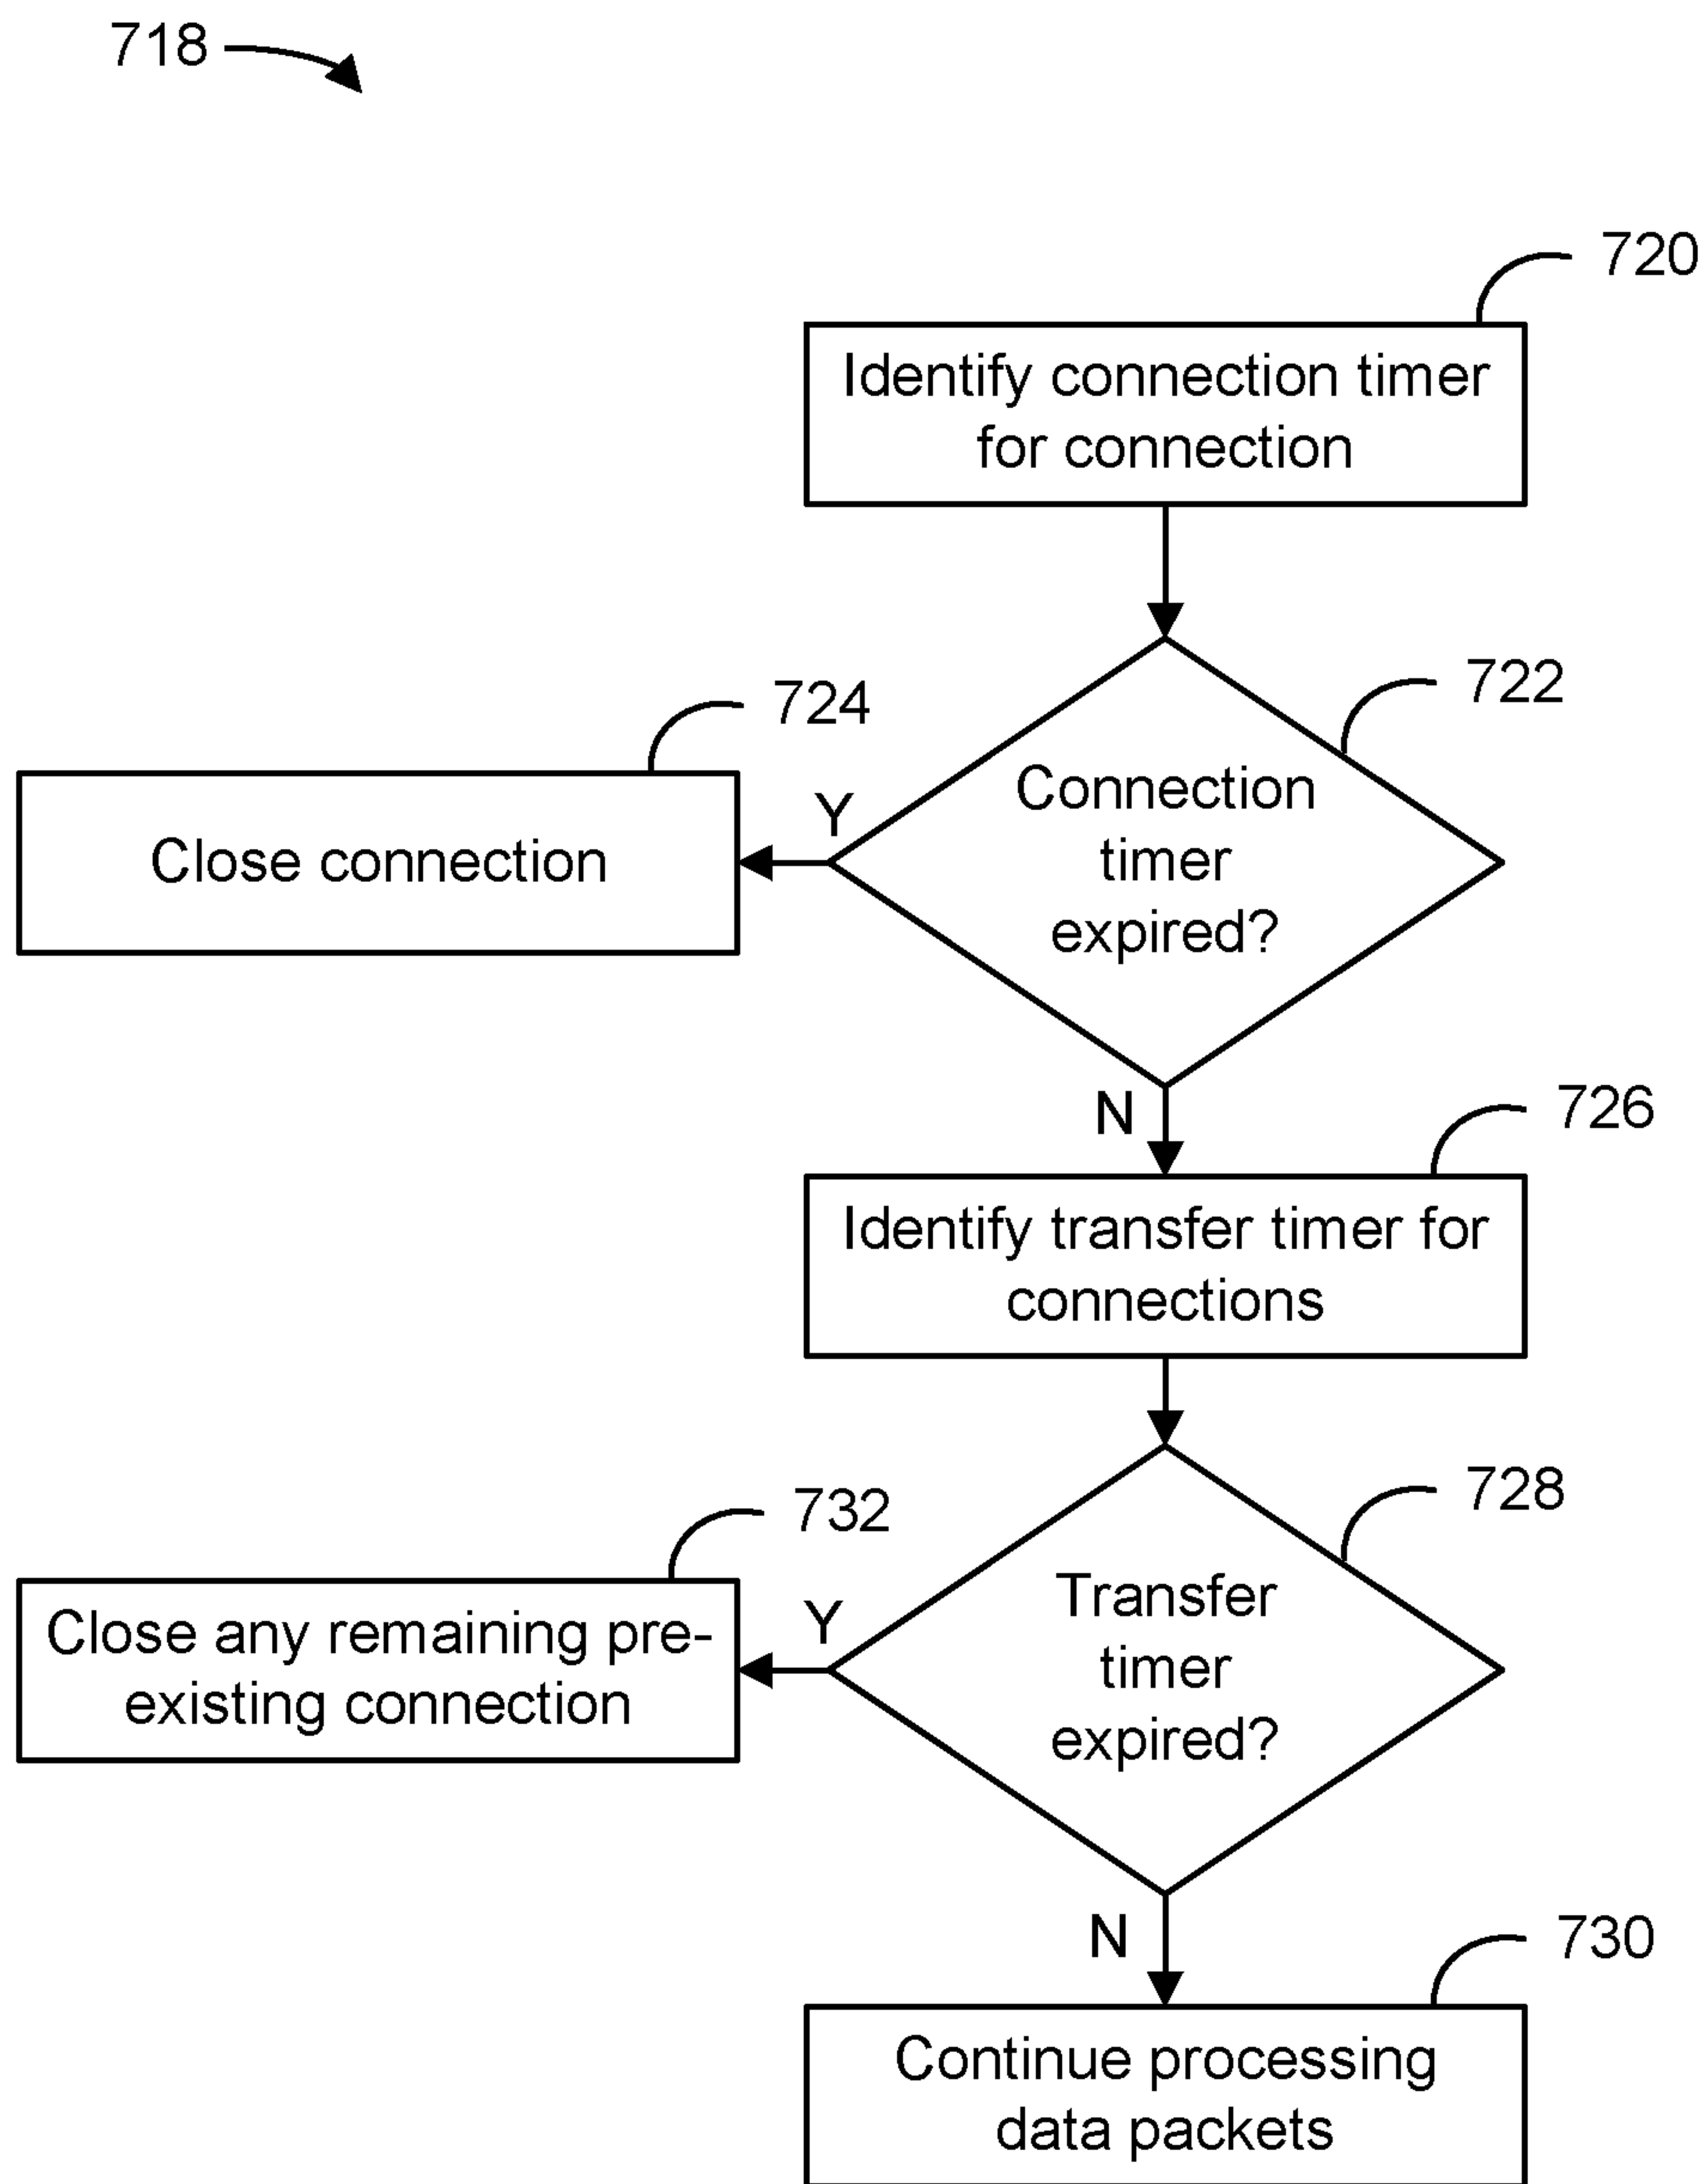 718
720
Identify connection timer
for connection
722
724
Connection
timer
expired?
Y
Close connection
N
726
Identify transfer timer for
connections
728
732
Transfer
timer
expired?
Y
Close any remaining pre-
existing connection
N
730
Continue processing
data packets